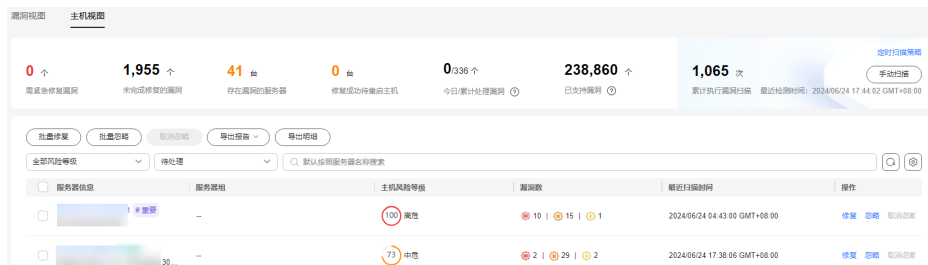 漏洞视图 主机视图
定时扫描策略
0 个 1,955 个 41 台 0 台 0/336 个 238,860 个 1,065 次 手动扫描
需紧急修复漏洞 未完成修复的漏洞 存在漏洞的服务器 修复成功待重启主机 今日/累计处理漏洞 已支持漏洞 累计执行漏洞扫描 最近检测时间：2024/06/24 17:44:02 GMT+08:00
批量修复 批量忽略 取消忽略 导出报告 导出明细
全部风险等级 待处理 默认按照服务器名称搜索
服务器信息 服务器组 主机风险等级 漏洞数 最近扫描时间 操作
1 #重要 -- 100 高危 10 | 15 | 1 2024/06/24 04:43:00 GMT+08:00 修复 忽略 取消忽略
30... -- 73 中危 2 | 29 | 2 2024/06/24 17:38:06 GMT+08:00 修复 忽略 取消忽略